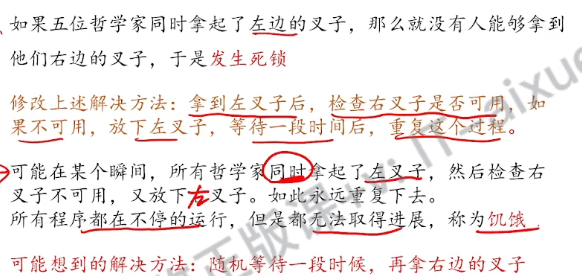 如果五位哲学家同时拿起了左边的叉子，那么就没有人能够拿到
他们右边的叉子，于是发生死锁
修改上述解决方法：拿到左叉子后，检查右叉子是否可用，如
果不可用，放下左叉子，等待一段时间后，重复这个过程。
可能在某个瞬间，所有哲学家同时拿起了左叉子，然后检查右
叉子不可用，又放下右叉子。如此永远重复下去。
所有程序都在不停的运行，但是都无法取得进展，称为饥饿
可能想到的解决方法：随机等待一段时候，再拿右边的叉子